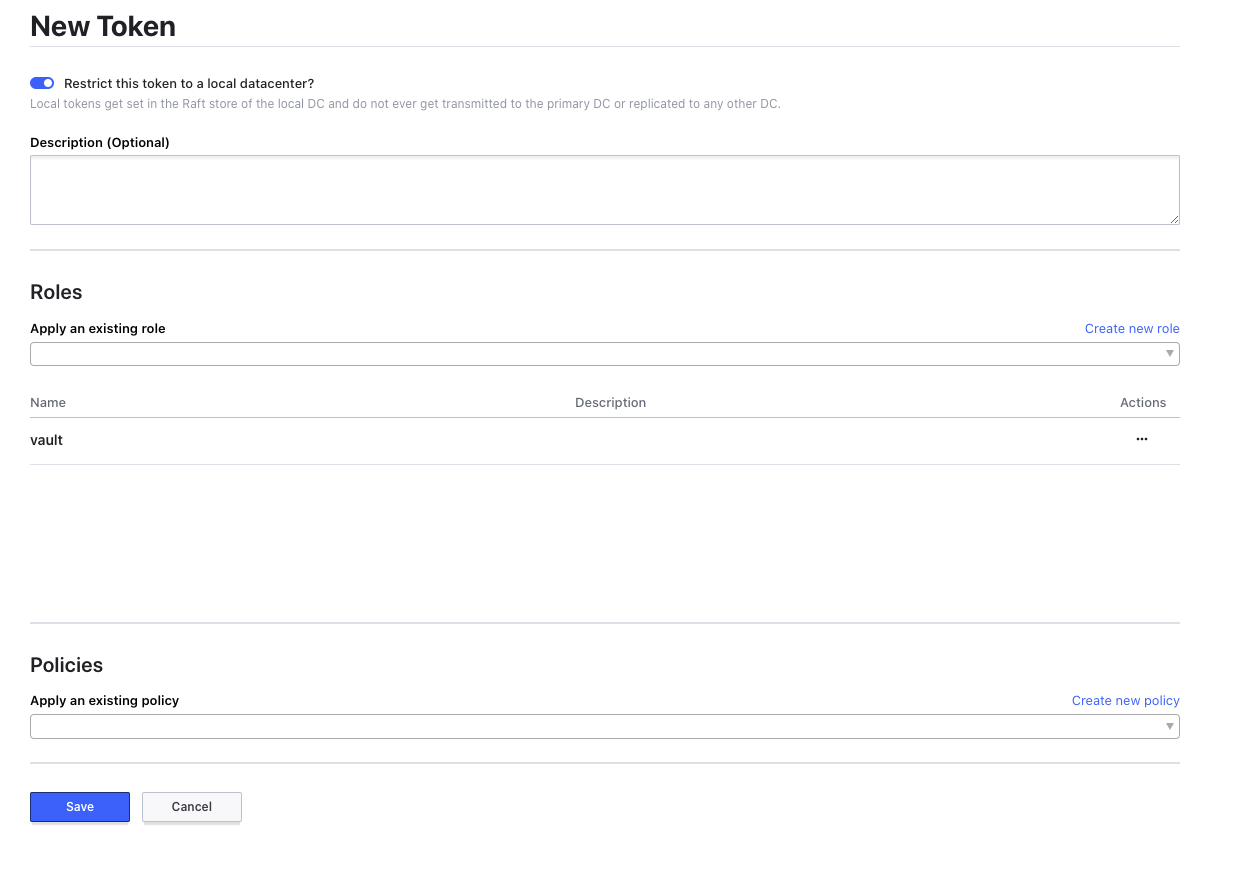 New Token
Restrict this token to a local datacenter?
Local tokens get set in the Raft store of the local DC and do not ever get transmitted to the primary DC or replicated to any other DC.
Description (Optional)
Roles
Apply an existing role
Create new role
Name
Description
Actions
vault
Policies
Apply an existing policy
Create new policy
Save
Cancel